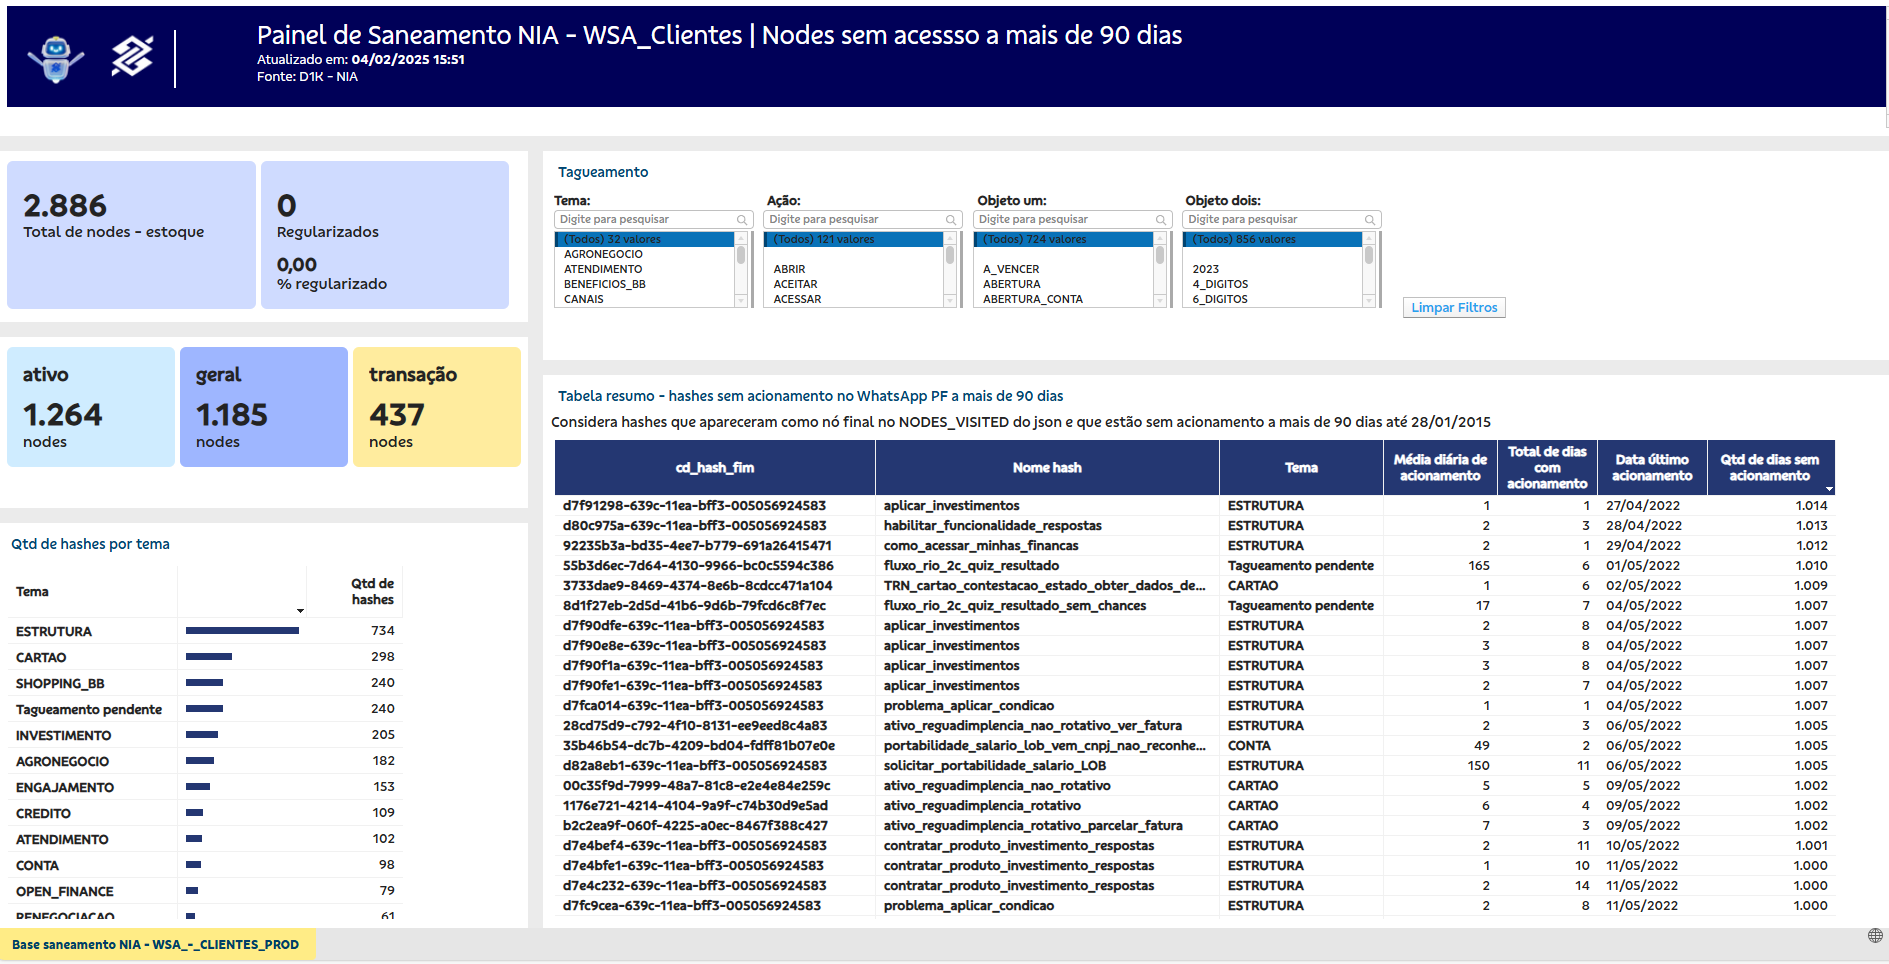 Painel de Saneamento NIA - WSA_Clientes | Nodes sem acessso a mais de 90 dias
Atualizado em: 04/02/2025 15:51
Fonte: D1K - NIA
2.886
Total de nodes - estoque
0
Regularizados
0,00
% regularizado
ativo
1.264
nodes
geral
1.185
nodes
transação
437
nodes
Qtd de hashes por tema
Tema Qtd de hashes
ESTRUTURA 734
CARTAO 298
SHOPPING_BB 240
Tagueamento pendente 240
INVESTIMENTO 205
AGRONEGOCIO 182
ENGAJAMENTO 153
CREDITO 109
ATENDIMENTO 102
CONTA 98
OPEN_FINANCE 79
RENEGOCIACAO 61
Tagueamento
Tema:
Digite para pesquisar
(Todos) 32 valores
AGRONEGOCIO
ATENDIMENTO
BENEFICIOS_BB
CANAIS
Ação:
Digite para pesquisar
(Todos) 121 valores
ABRIR
ACEITAR
ACESSAR
Objeto um:
Digite para pesquisar
(Todos) 724 valores
A_VENCER
ABERTURA
ABERTURA_CONTA
Objeto dois:
Digite para pesquisar
(Todos) 856 valores
2023
4_DIGITOS
6_DIGITOS
Limpar Filtros
Tabela resumo - hashes sem acionamento no WhatsApp PF a mais de 90 dias
Considera hashes que apareceram como nó final no NODES_VISITED do json e que estão sem acionamento a mais de 90 dias até 28/01/2015
cd_hash_fim Nome hash Tema Média diária de acionamento Total de dias com acionamento Data último acionamento Qtd de dias sem acionamento
d7f91298-639c-11ea-bff3-005056924583 aplicar_investimentos ESTRUTURA 1 1 27/04/2022 1.014
d80c975a-639c-11ea-bff3-005056924583 habilitar_funcionalidade_respostas ESTRUTURA 2 3 28/04/2022 1.013
92235b3a-bd35-4ee7-b779-691a26415471 como_acessar_minhas_financas ESTRUTURA 2 1 29/04/2022 1.012
55b3d6ec-7d64-4130-9966-bc0c5594c386 fluxo_rio_2c_quiz_resultado Tagueamento pendente 165 6 01/05/2022 1.010
3733dae9-8469-4374-8e6b-8cdcc471a104 TRN_cartao_contestacao_estado_obter_dados_de... CARTAO 1 6 02/05/2022 1.009
8d1f27eb-2d5d-41b6-9d6b-79fcd6c8f7ec fluxo_rio_2c_quiz_resultado_sem_chances Tagueamento pendente 17 7 04/05/2022 1.007
d7f90dfe-639c-11ea-bff3-005056924583 aplicar_investimentos ESTRUTURA 2 8 04/05/2022 1.007
d7f90e8e-639c-11ea-bff3-005056924583 aplicar_investimentos ESTRUTURA 3 8 04/05/2022 1.007
d7f90f1a-639c-11ea-bff3-005056924583 aplicar_investimentos ESTRUTURA 3 8 04/05/2022 1.007
d7f90fe1-639c-11ea-bff3-005056924583 aplicar_investimentos ESTRUTURA 2 7 04/05/2022 1.007
d7fca014-639c-11ea-bff3-005056924583 problema_aplicar_condicao ESTRUTURA 1 1 04/05/2022 1.007
28cd75d9-c792-4f10-8131-ee9eed8c4a83 ativo_reguadimplencia_nao_rotativo_ver_fatura ESTRUTURA 2 3 06/05/2022 1.005
35b46b54-dc7b-4209-bd04-fdff81b07e0e portabilidade_salario_lob_vem_cnpj_nao_reconhe... CONTA 49 2 06/05/2022 1.005
d82a8eb1-639c-11ea-bff3-005056924583 solicitar_portabilidade_salario_LOB ESTRUTURA 150 11 06/05/2022 1.005
00c35f9d-7999-48a7-81c8-e2e4e84e259c ativo_reguadimplencia_nao_rotativo CARTAO 5 5 09/05/2022 1.002
1176e721-4214-4104-9a9f-c74b30d9e5ad ativo_reguadimplencia_rotativo CARTAO 6 4 09/05/2022 1.002
b2c2ea9f-060f-4225-a0ec-8467f388c427 ativo_reguadimplencia_rotativo_parcelar_fatura CARTAO 7 3 09/05/2022 1.002
d7e4bef4-639c-11ea-bff3-005056924583 contratar_produto_investimento_respostas ESTRUTURA 2 11 10/05/2022 1.001
d7e4bfe1-639c-11ea-bff3-005056924583 contratar_produto_investimento_respostas ESTRUTURA 1 10 11/05/2022 1.000
d7e4c232-639c-11ea-bff3-005056924583 contratar_produto_investimento_respostas ESTRUTURA 2 14 11/05/2022 1.000
d7fc9cea-639c-11ea-bff3-005056924583 problema_aplicar_condicao ESTRUTURA 2 8 11/05/2022 1.000
Base saneamento NIA - WSA_-_CLIENTES_PROD